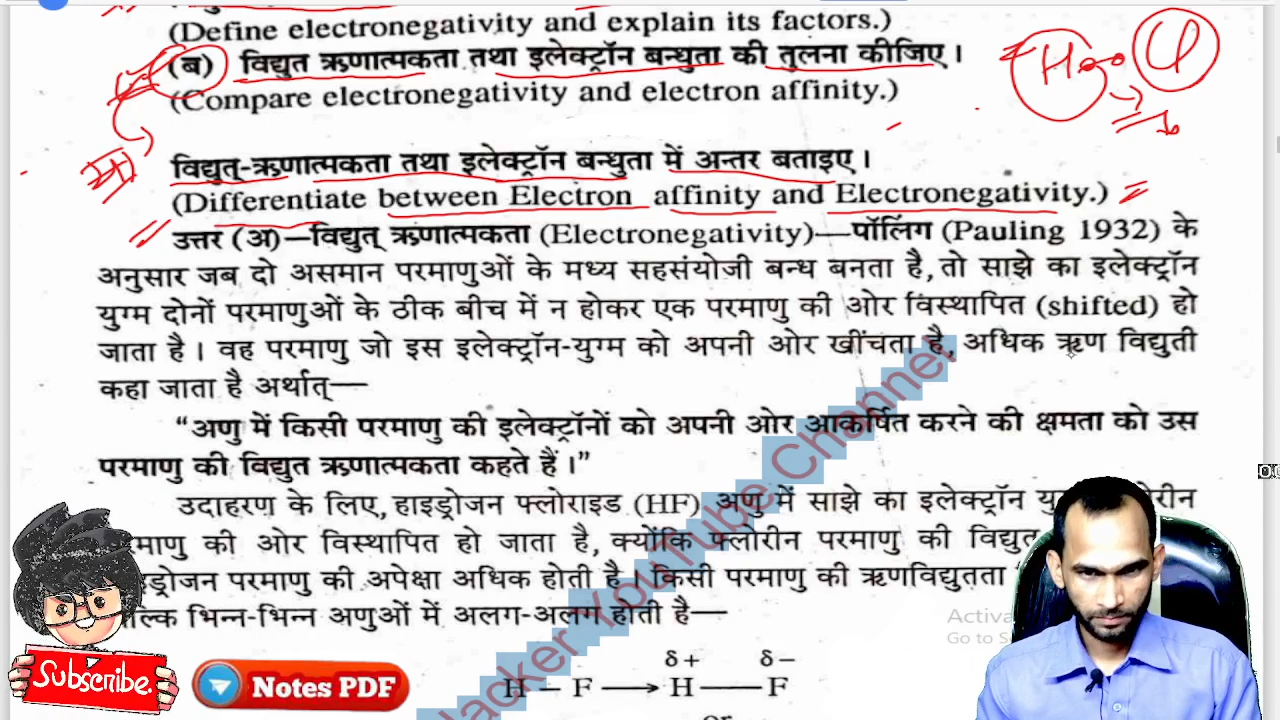 (Define electronegativity and explain its factors.)
(ब) विद्युत ऋणात्मकता तथा इलेक्ट्रॉन बन्धुता की तुलना कीजिए।
(Compare electronegativity and electron affinity.)
विद्युत्-ऋणात्मकता तथा इलेक्ट्रॉन बन्धुता में अन्तर बताइए।
(Differentiate between Electron affinity and Electronegativity.)
उत्तर (अ)—विद्युत् ऋणात्मकता (Electronegativity)—पॉलिंग (Pauling 1932) के
अनुसार जब दो असमान परमाणुओं के मध्य सहसंयोजी बन्ध बनता है, तो साझे का इलेक्ट्रॉन
युग्म दोनों परमाणुओं के ठीक बीच में न होकर एक परमाणु की ओर विस्थापित (shifted) हो
जाता है। वह परमाणु जो इस इलेक्ट्रॉन-युग्म को अपनी ओर खींचता है, अधिक ऋण विद्युती
कहा जाता है अर्थात्—
“अणु में किसी परमाणु की इलेक्ट्रॉनों को अपनी ओर आकर्षित करने की क्षमता को उस
परमाणु की विद्युत ऋणात्मकता कहते हैं।”
उदाहरण के लिए, हाइड्रोजन फ्लोराइड (HF) अणु में साझे का इलेक्ट्रॉन
की ओर विस्थापित हो जाता है, क्योंकि फ्लोरीन परमाणु की
परमाणु की अपेक्षा अधिक होती है किसी परमाणु की ऋणविद्युतता
भिन्न-भिन्न अणुओं में अलग-अलग होती है—
δ+ δ−
H – F ⟶ H —— F
or
YouTube Channel
Subscribe.
Notes PDF